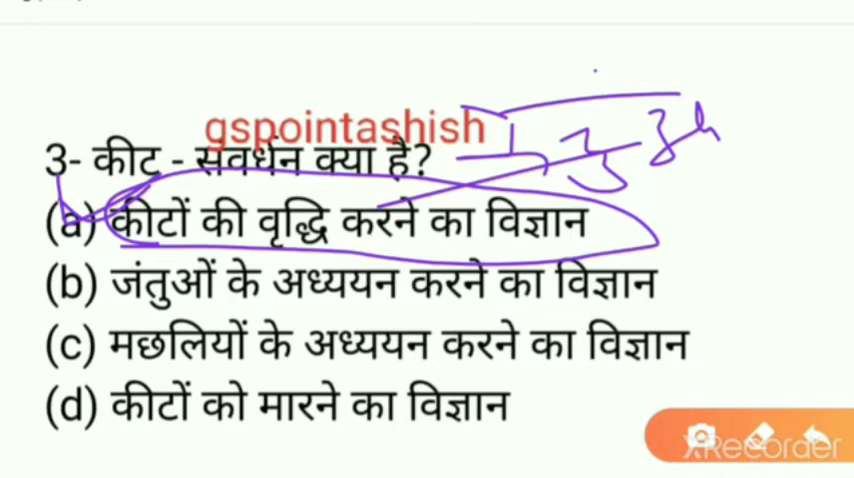 gspointashish
3- कीट - संवर्धन क्या है?
(a) कीटों की वृद्धि करने का विज्ञान
(b) जंतुओं के अध्ययन करने का विज्ञान
(c) मछलियों के अध्ययन करने का विज्ञान
(d) कीटों को मारने का विज्ञान
XRecorder